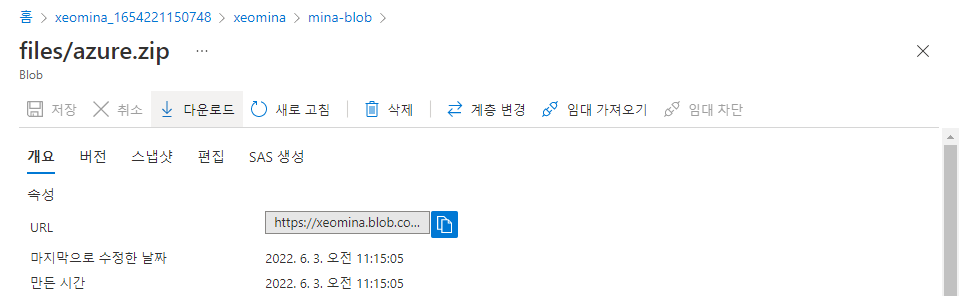 홈 > xeomina_1654221150748 > xeomina > mina-blob >
files/azure.zip ...
Blob
저장 취소 다운로드 새로 고침 삭제 계층 변경 임대 가져오기 임대 차단
개요 버전 스냅샷 편집 SAS 생성
속성
URL https://xeomina.blob.co...
마지막으로 수정한 날짜 2022. 6. 3. 오전 11:15:05
만든 시간 2022. 6. 3. 오전 11:15:05